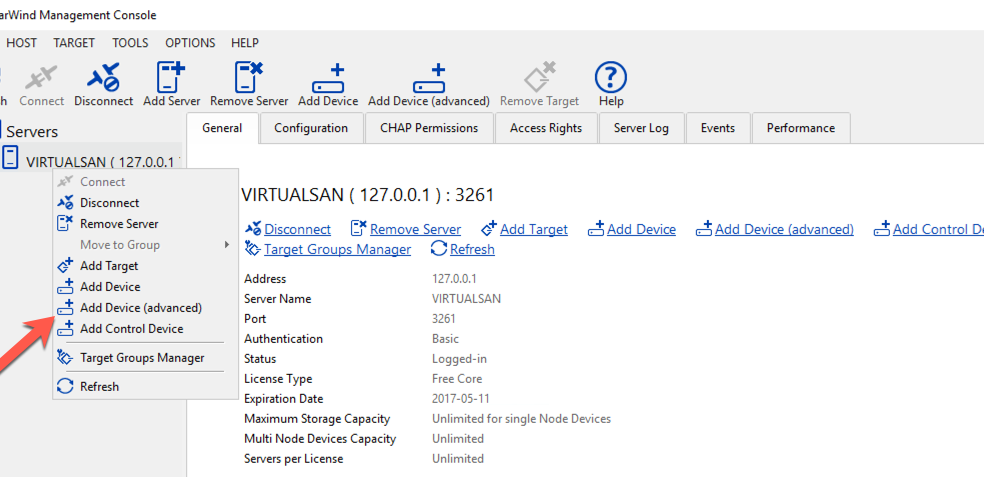 arWind Management Console
HOST TARGET TOOLS OPTIONS HELP
h Connect Disconnect Add Server Remove Server Add Device Add Device (advanced) Remove Target Help
Servers
VIRTUALSAN ( 127.0.0.1
General Configuration CHAP Permissions Access Rights Server Log Events Performance
Connect
Disconnect
Remove Server
Move to Group
Add Target
Add Device
Add Device (advanced)
Add Control Device
Target Groups Manager
Refresh
VIRTUALSAN ( 127.0.0.1 ) : 3261
Disconnect Remove Server Add Target Add Device Add Device (advanced) Add Control De
Target Groups Manager Refresh
Address 127.0.0.1
Server Name VIRTUALSAN
Port 3261
Authentication Basic
Status Logged-in
License Type Free Core
Expiration Date 2017-05-11
Maximum Storage Capacity Unlimited for single Node Devices
Multi Node Devices Capacity Unlimited
Servers per License Unlimited